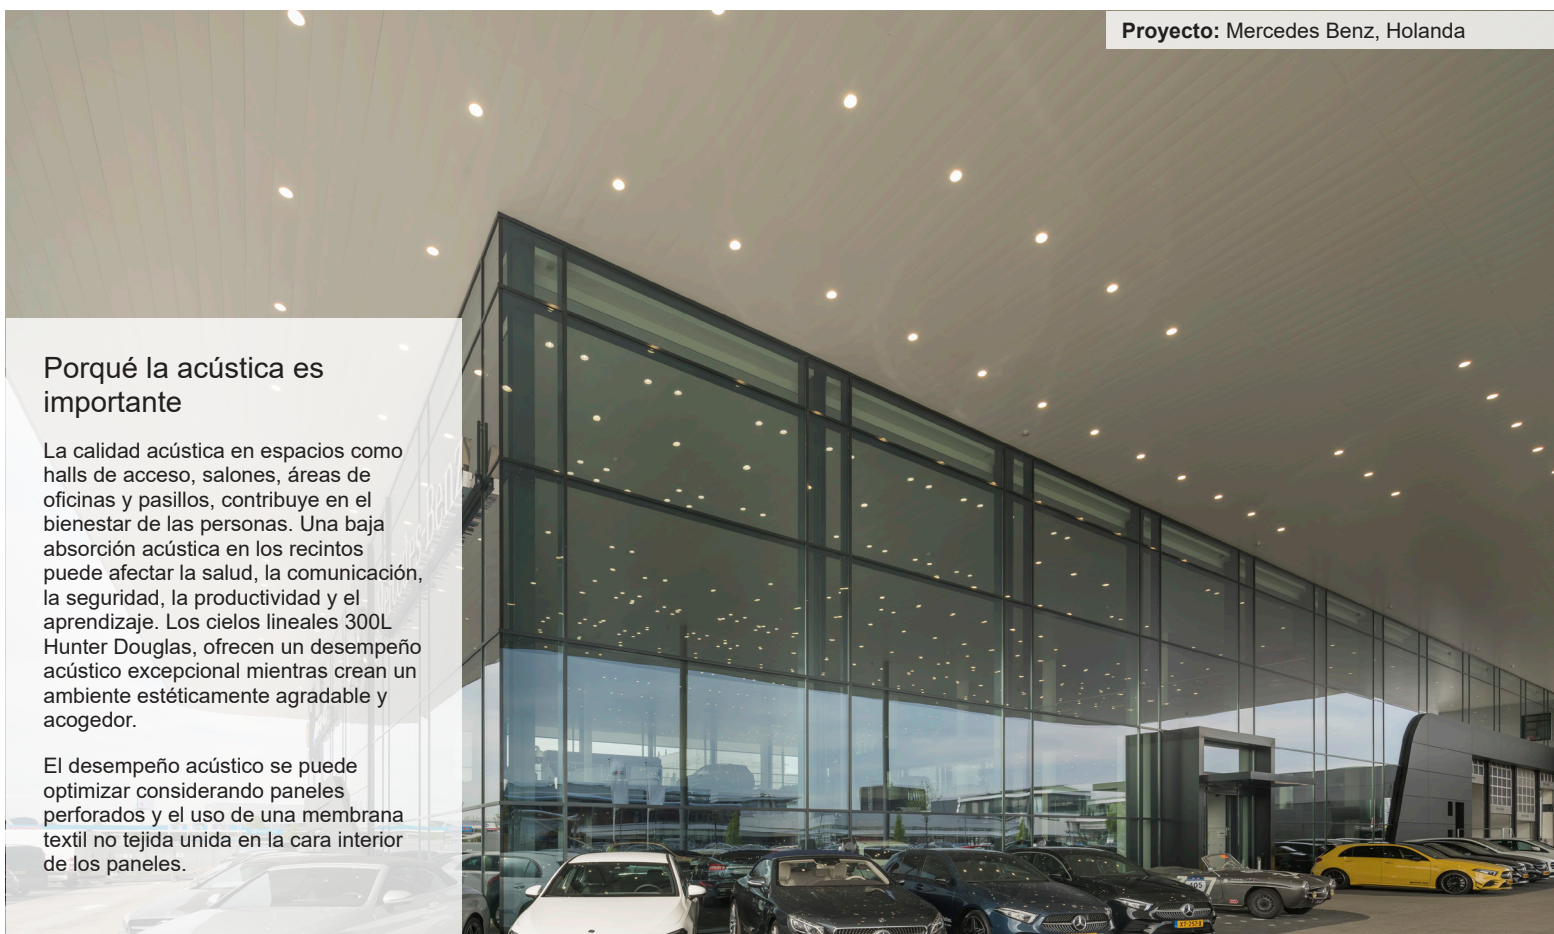 Proyecto: Mercedes Benz, Holanda
Porqué la acústica es
importante
La calidad acústica en espacios como
halls de acceso, salones, áreas de
oficinas y pasillos, contribuye en el
bienestar de las personas. Una baja
absorción acústica en los recintos
puede afectar la salud, la comunicación,
la seguridad, la productividad y el
aprendizaje. Los cielos lineales 300L
Hunter Douglas, ofrecen un desempeño
acústico excepcional mientras crean un
ambiente estéticamente agradable y
acogedor.
El desempeño acústico se puede
optimizar considerando paneles
perforados y el uso de una membrana
textil no tejida unida en la cara interior
de los paneles.